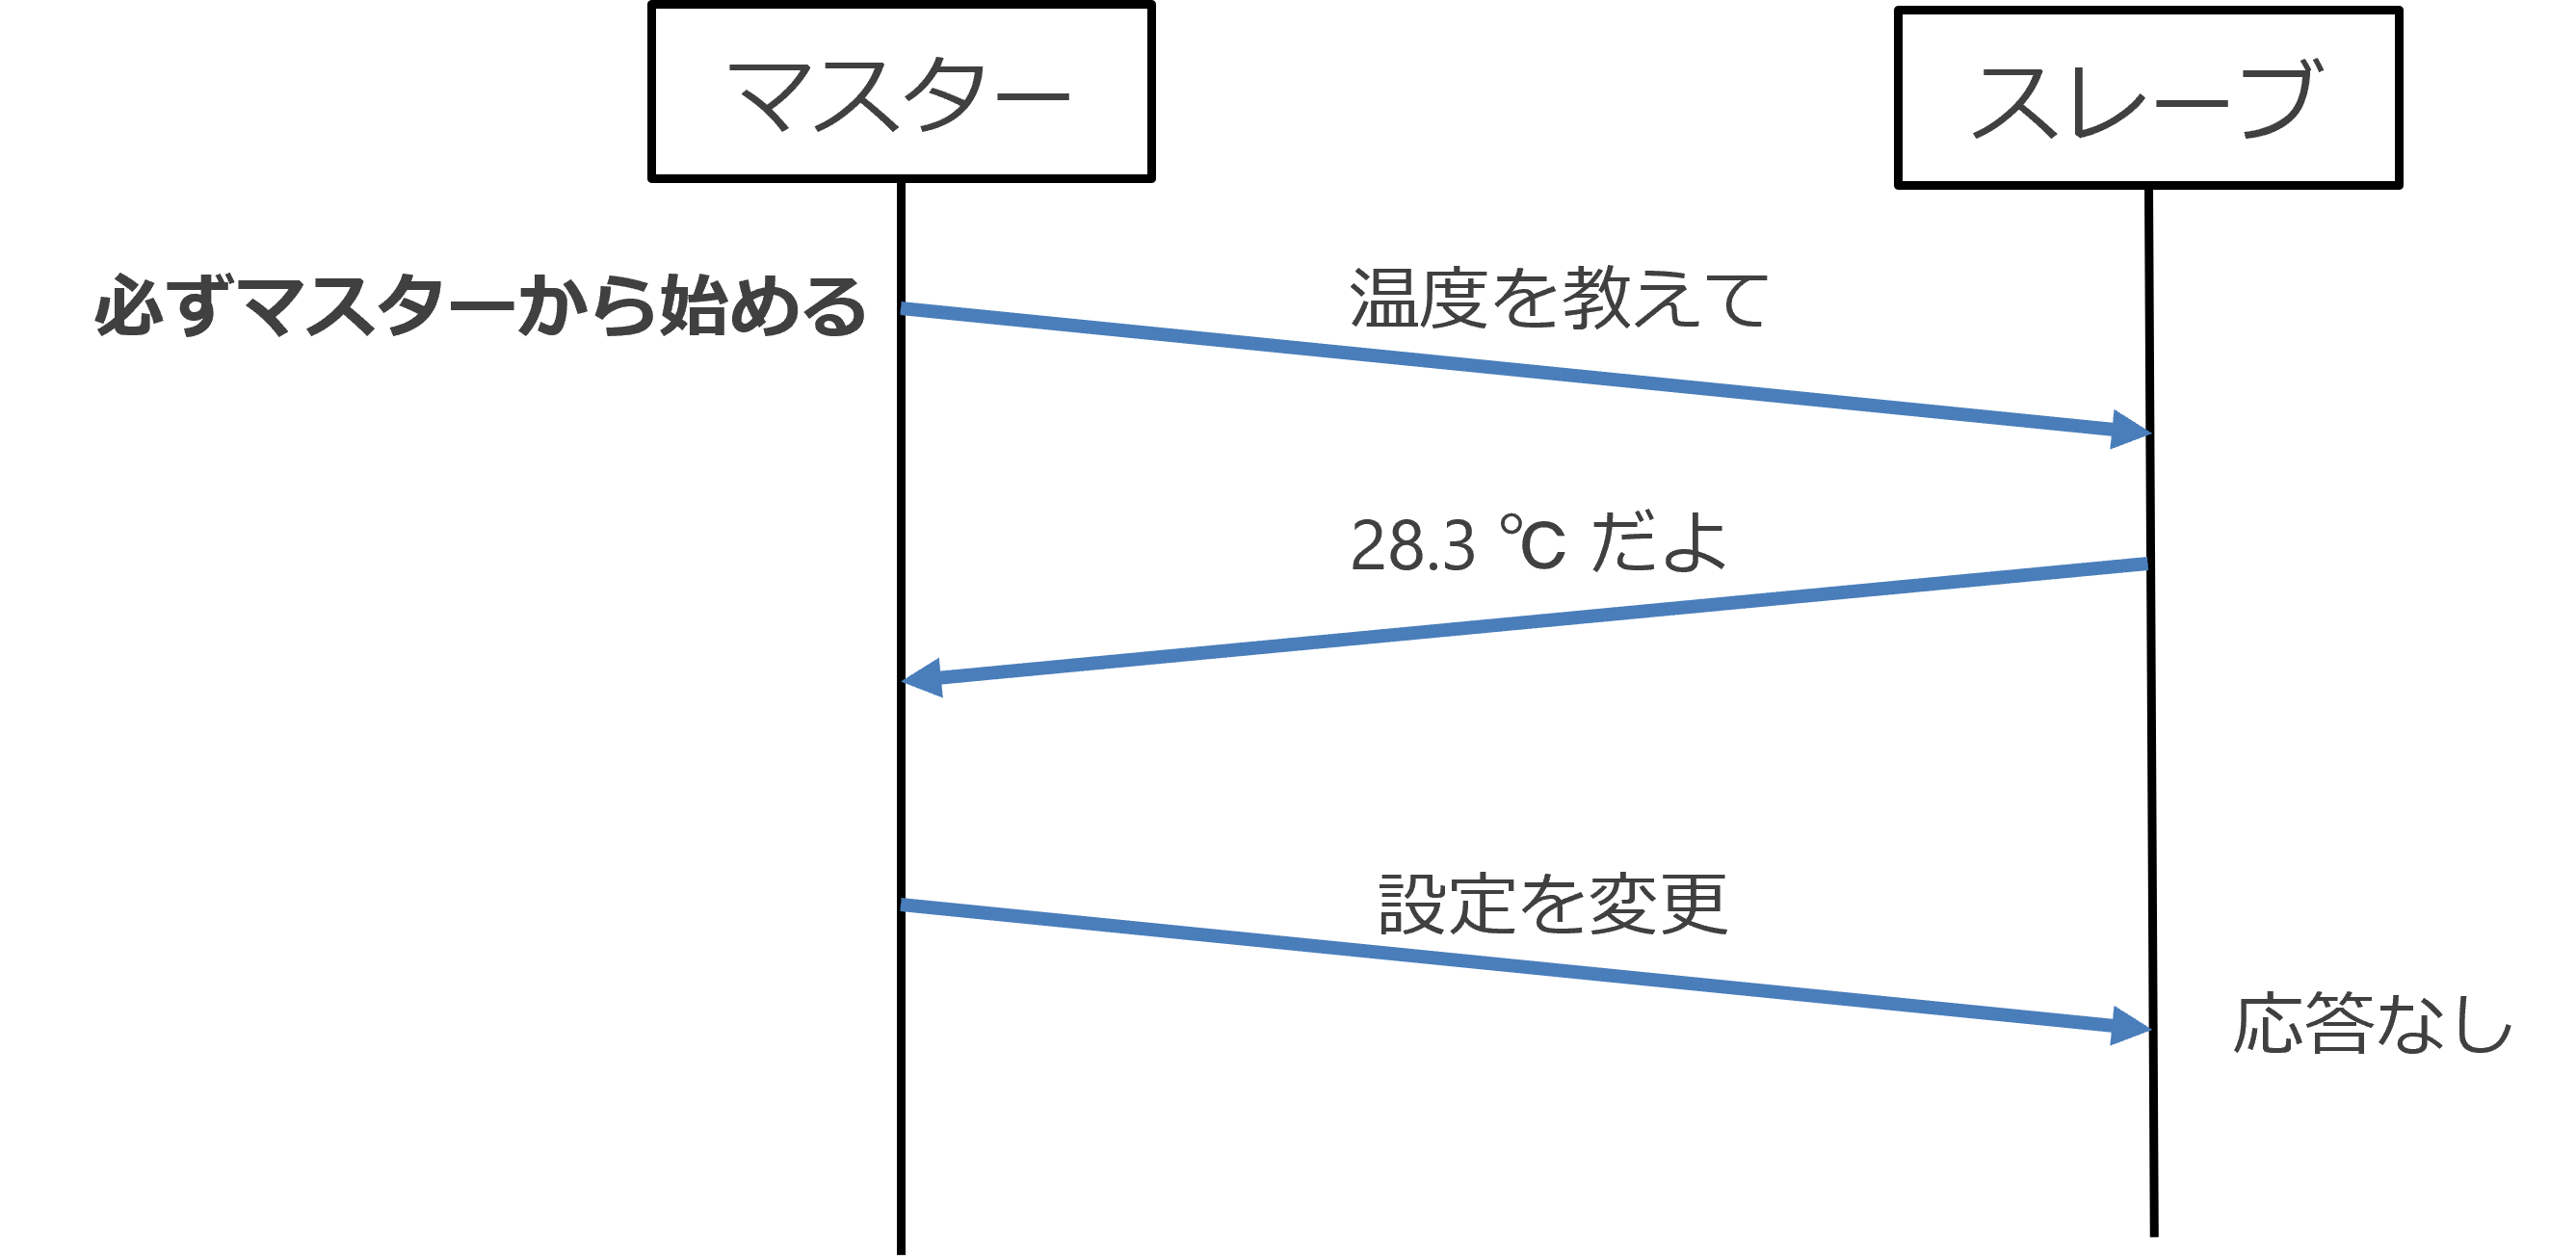 マスター
スレーブ
必ずマスターから始める
温度を教えて
28.3 ℃ だよ
設定を変更
応答なし